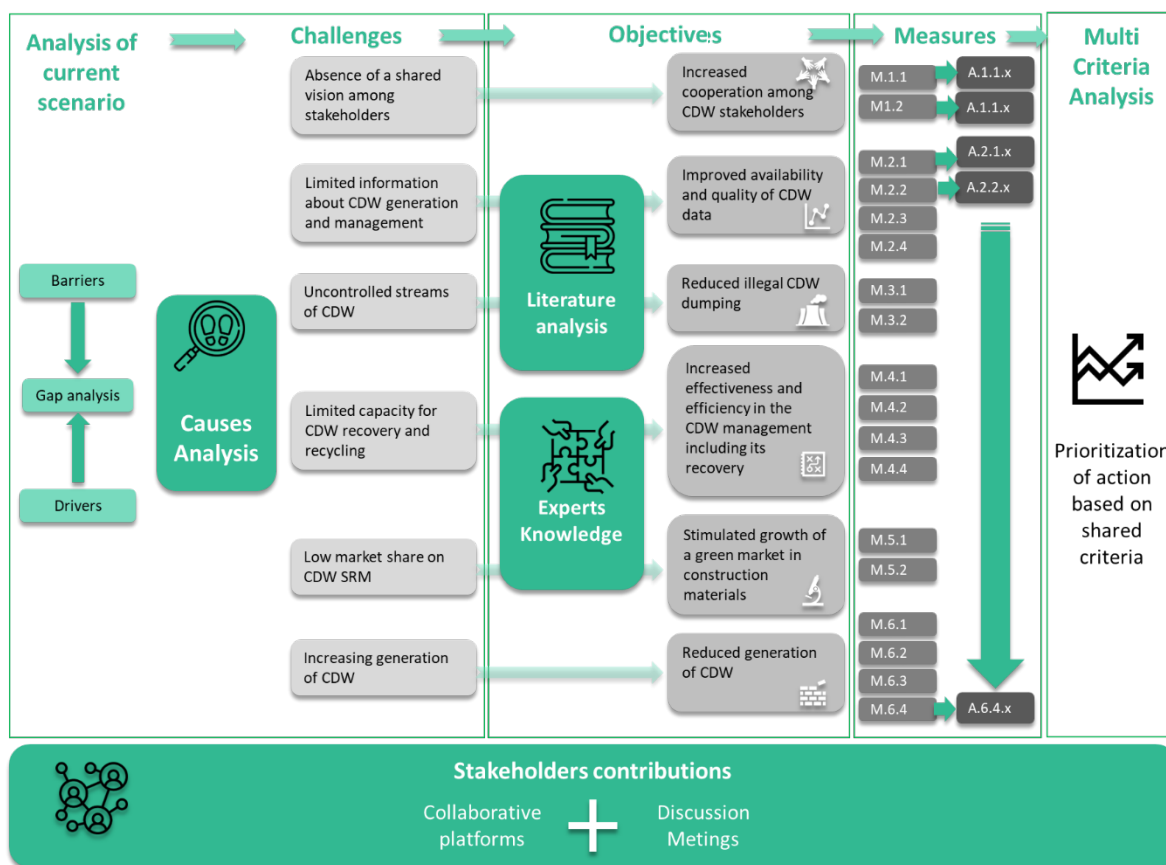 Analysis of
current
scenario
Challenges
Objectives
Measures
Multi
Criteria
Analysis
Barriers
Gap analysis
Drivers
Causes
Analysis
Absence of a shared
vision among
stakeholders
Limited information
about CDW generation
and management
Uncontrolled streams
of CDW
Limited capacity for
CDW recovery and
recycling
Low market share on
CDW SRM
Increasing generation
of CDW
Literature
analysis
Experts
Knowledge
Increased
cooperation among
CDW stakeholders
Improved availability
and quality of CDW
data
Reduced illegal CDW
dumping
Increased
effectiveness and
efficiency in the
CDW management
including its
recovery
Stimulated growth of
a green market in
construction
materials
Reduced generation
of CDW
M.1.1
A.1.1.x
M1.2
A.1.1.x
M.2.1
A.2.1.x
M.2.2
A.2.2.x
M.2.3
M.2.4
M.3.1
M.3.2
M.4.1
M.4.2
M.4.3
M.4.4
M.5.1
M.5.2
M.6.1
M.6.2
M.6.3
M.6.4
A.6.4.x
Prioritization
of action
based on
shared
criteria
Stakeholders contributions
Collaborative
platforms
Discussion
Metings